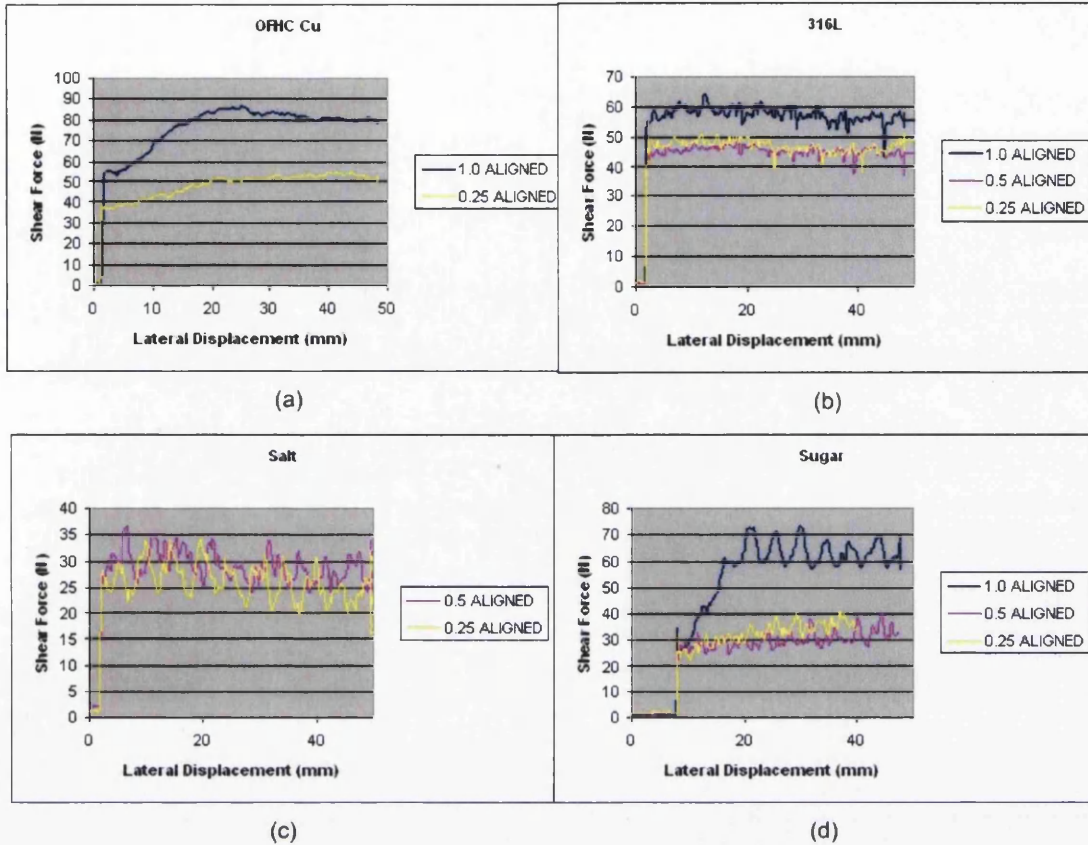 OFHC Cu
Shear Force (N)
100
90
80
70
60
50
40
30
20
10
0
0 10 20 30 40 50
Lateral Displacement (mm)
1.0 ALIGNED
0.25 ALIGNED
(a)
316L
Shear Force (N)
70
60
50
40
30
20
10
0
0 20 40
Lateral Displacement (mm)
1.0 ALIGNED
0.5 ALIGNED
0.25 ALIGNED
(b)
Salt
Shear Force (N)
40
35
30
25
20
15
10
5
0
0 20 40
Lateral Displacement (mm)
0.5 ALIGNED
0.25 ALIGNED
(c)
Sugar
Shear Force (N)
80
70
60
50
40
30
20
10
0
0 20 40
Lateral Displacement (mm)
1.0 ALIGNED
0.5 ALIGNED
0.25 ALIGNED
(d)